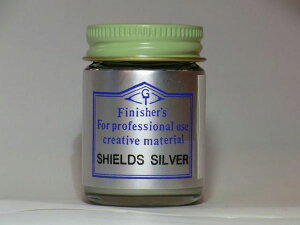 G
Finisher's
For professional use
creative material
SHIELDS SILVER